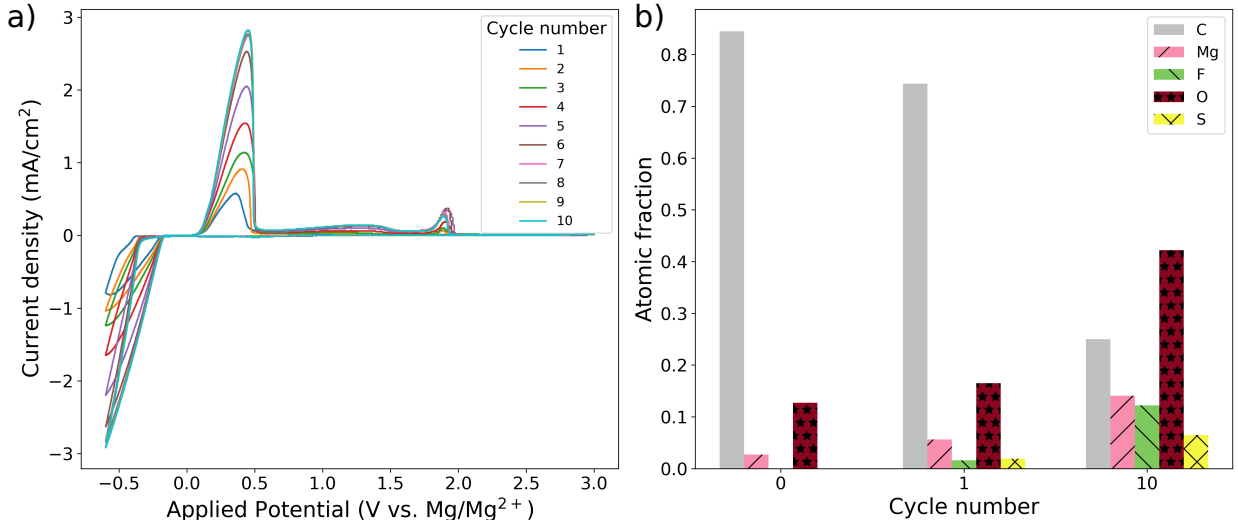 a)
Current density (mA/cm²)
3
2
1
0
−1
−2
−3
−0.5 0.0 0.5 1.0 1.5 2.0 2.5 3.0
Applied Potential (V vs. Mg/Mg²⁺)
Cycle number
1
2
3
4
5
6
7
8
9
10
b)
Atomic fraction
0.8
0.7
0.6
0.5
0.4
0.3
0.2
0.1
0.0
0 1 10
Cycle number
C
Mg
F
O
S